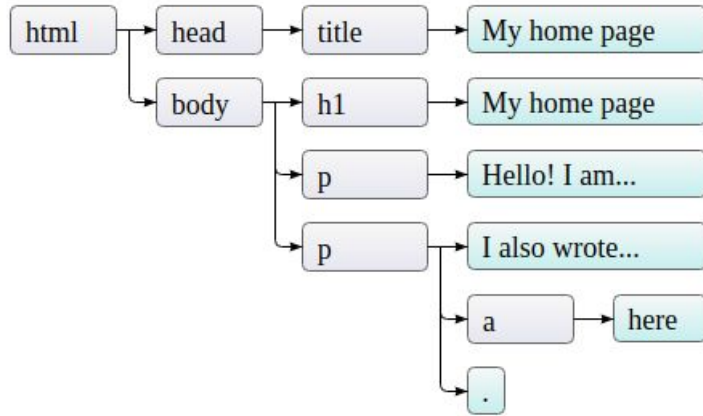 html head title My home page
body h1 My home page
p Hello! I am...
p I also wrote...
a here
.